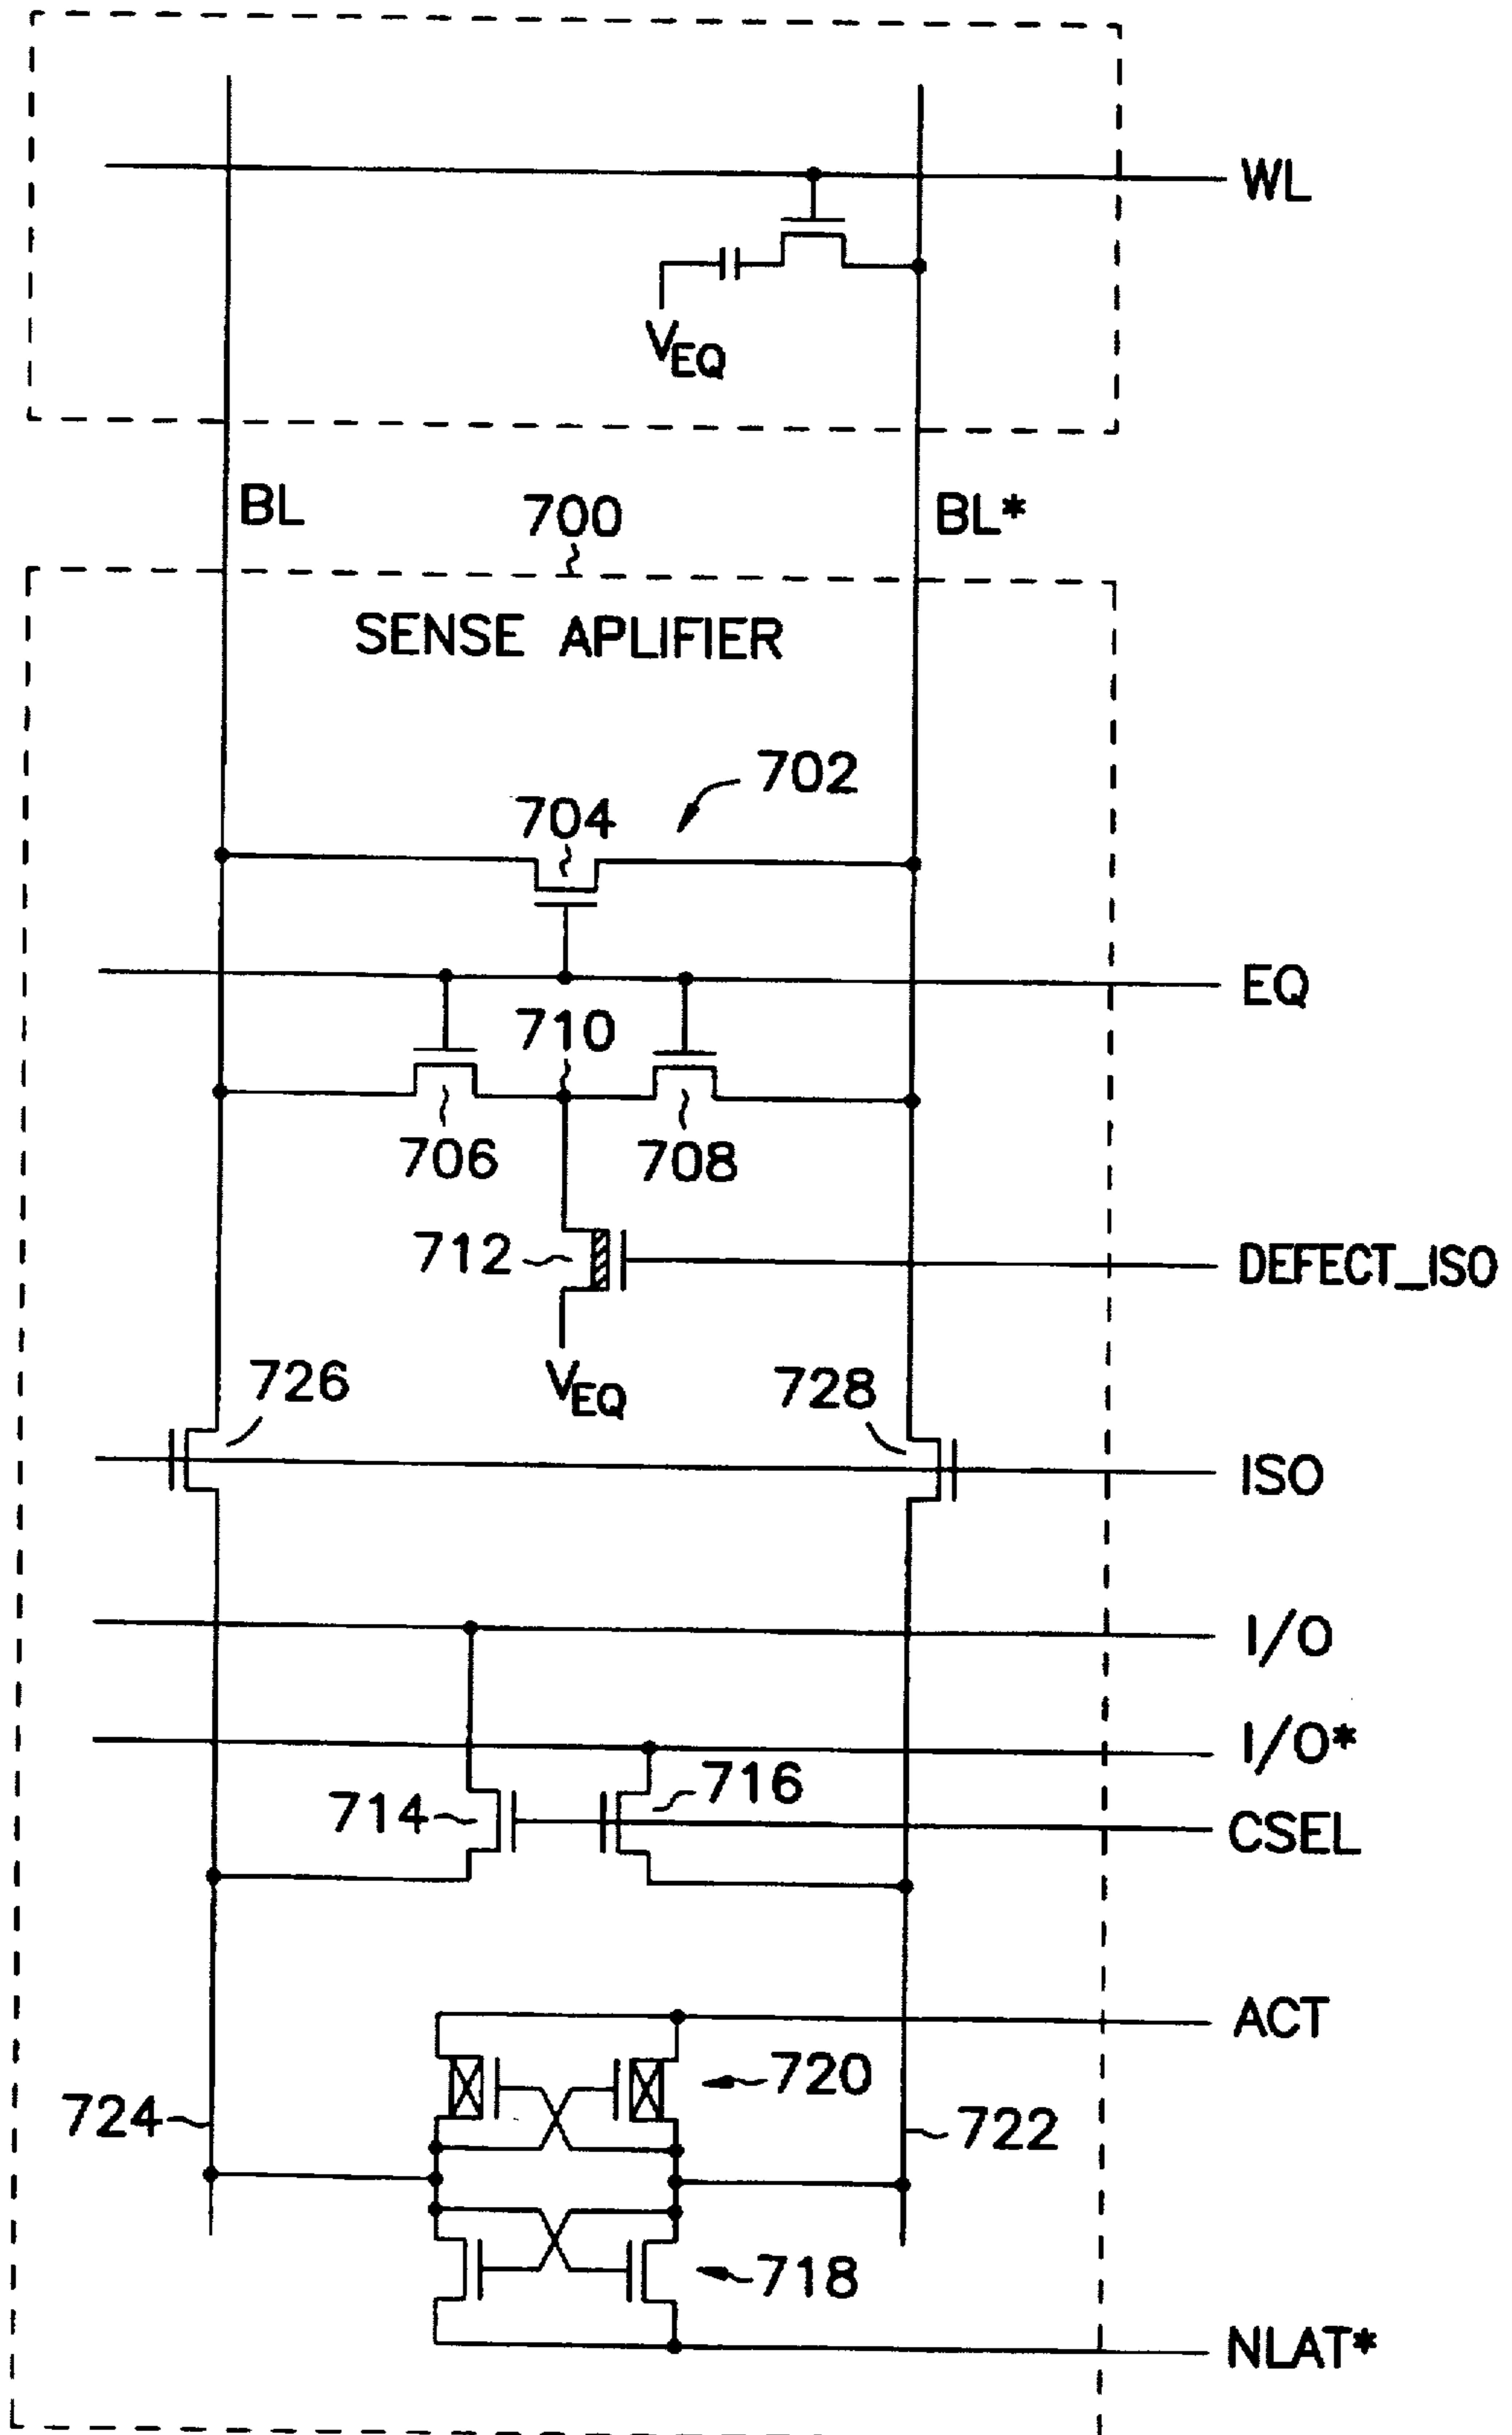 WL
VEQ
BL
700
BL*
SENSE APLIFIER
702
704
EQ
710
706
708
712
DEFECT_ISO
VEQ
726
728
ISO
I/O
I/O*
716
714
CSEL
ACT
720
724
722
718
NLAT*